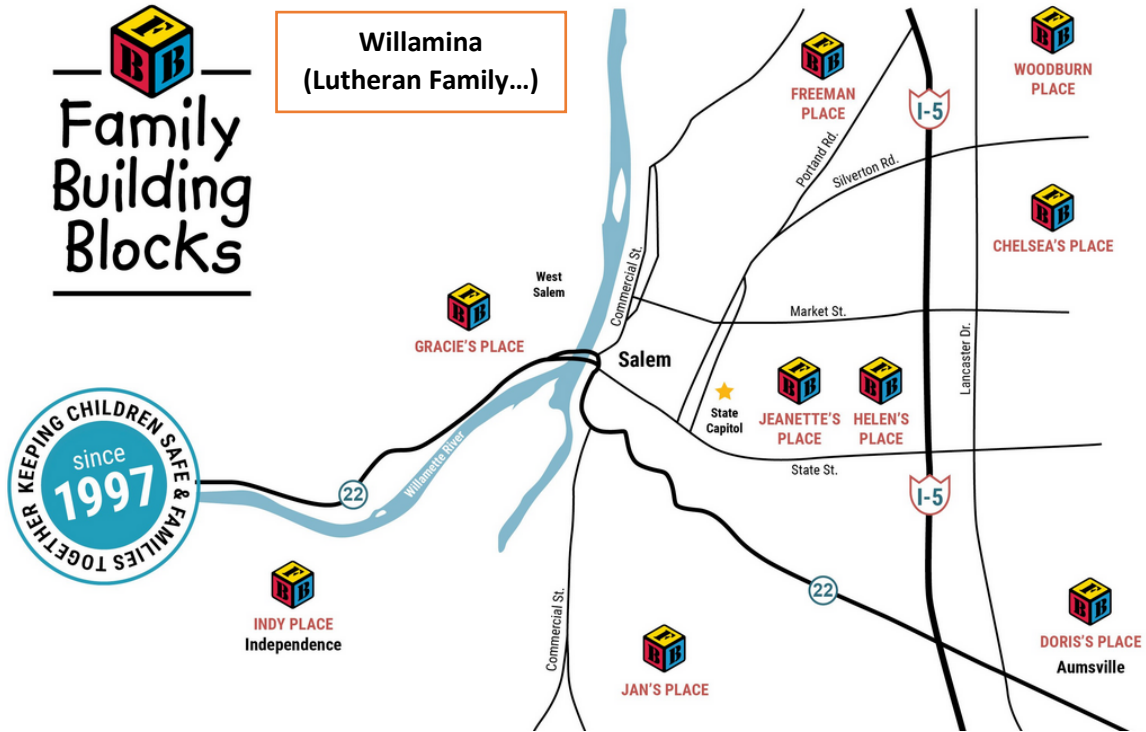 F
B B
Family
Building
Blocks
Willamina
(Lutheran Family...)
F
B B
FREEMAN
PLACE
I-5
F
B B
WOODBURN
PLACE
Portand Rd.
Silverton Rd.
F
B B
CHELSEA'S PLACE
West
Salem
Commercial St.
F
B B
GRACIE'S PLACE
Market St.
Lancaster Dr.
Salem
State
Capitol
F
B B
JEANETTE'S
PLACE
F
B B
HELEN'S
PLACE
State St.
KEEPING CHILDREN SAFE & FAMILIES TOGETHER
since
1997
22
Willamette River
I-5
F
B B
INDY PLACE
Independence
Commercial St.
22
F
B B
JAN'S PLACE
F
B B
DORIS'S PLACE
Aumsville